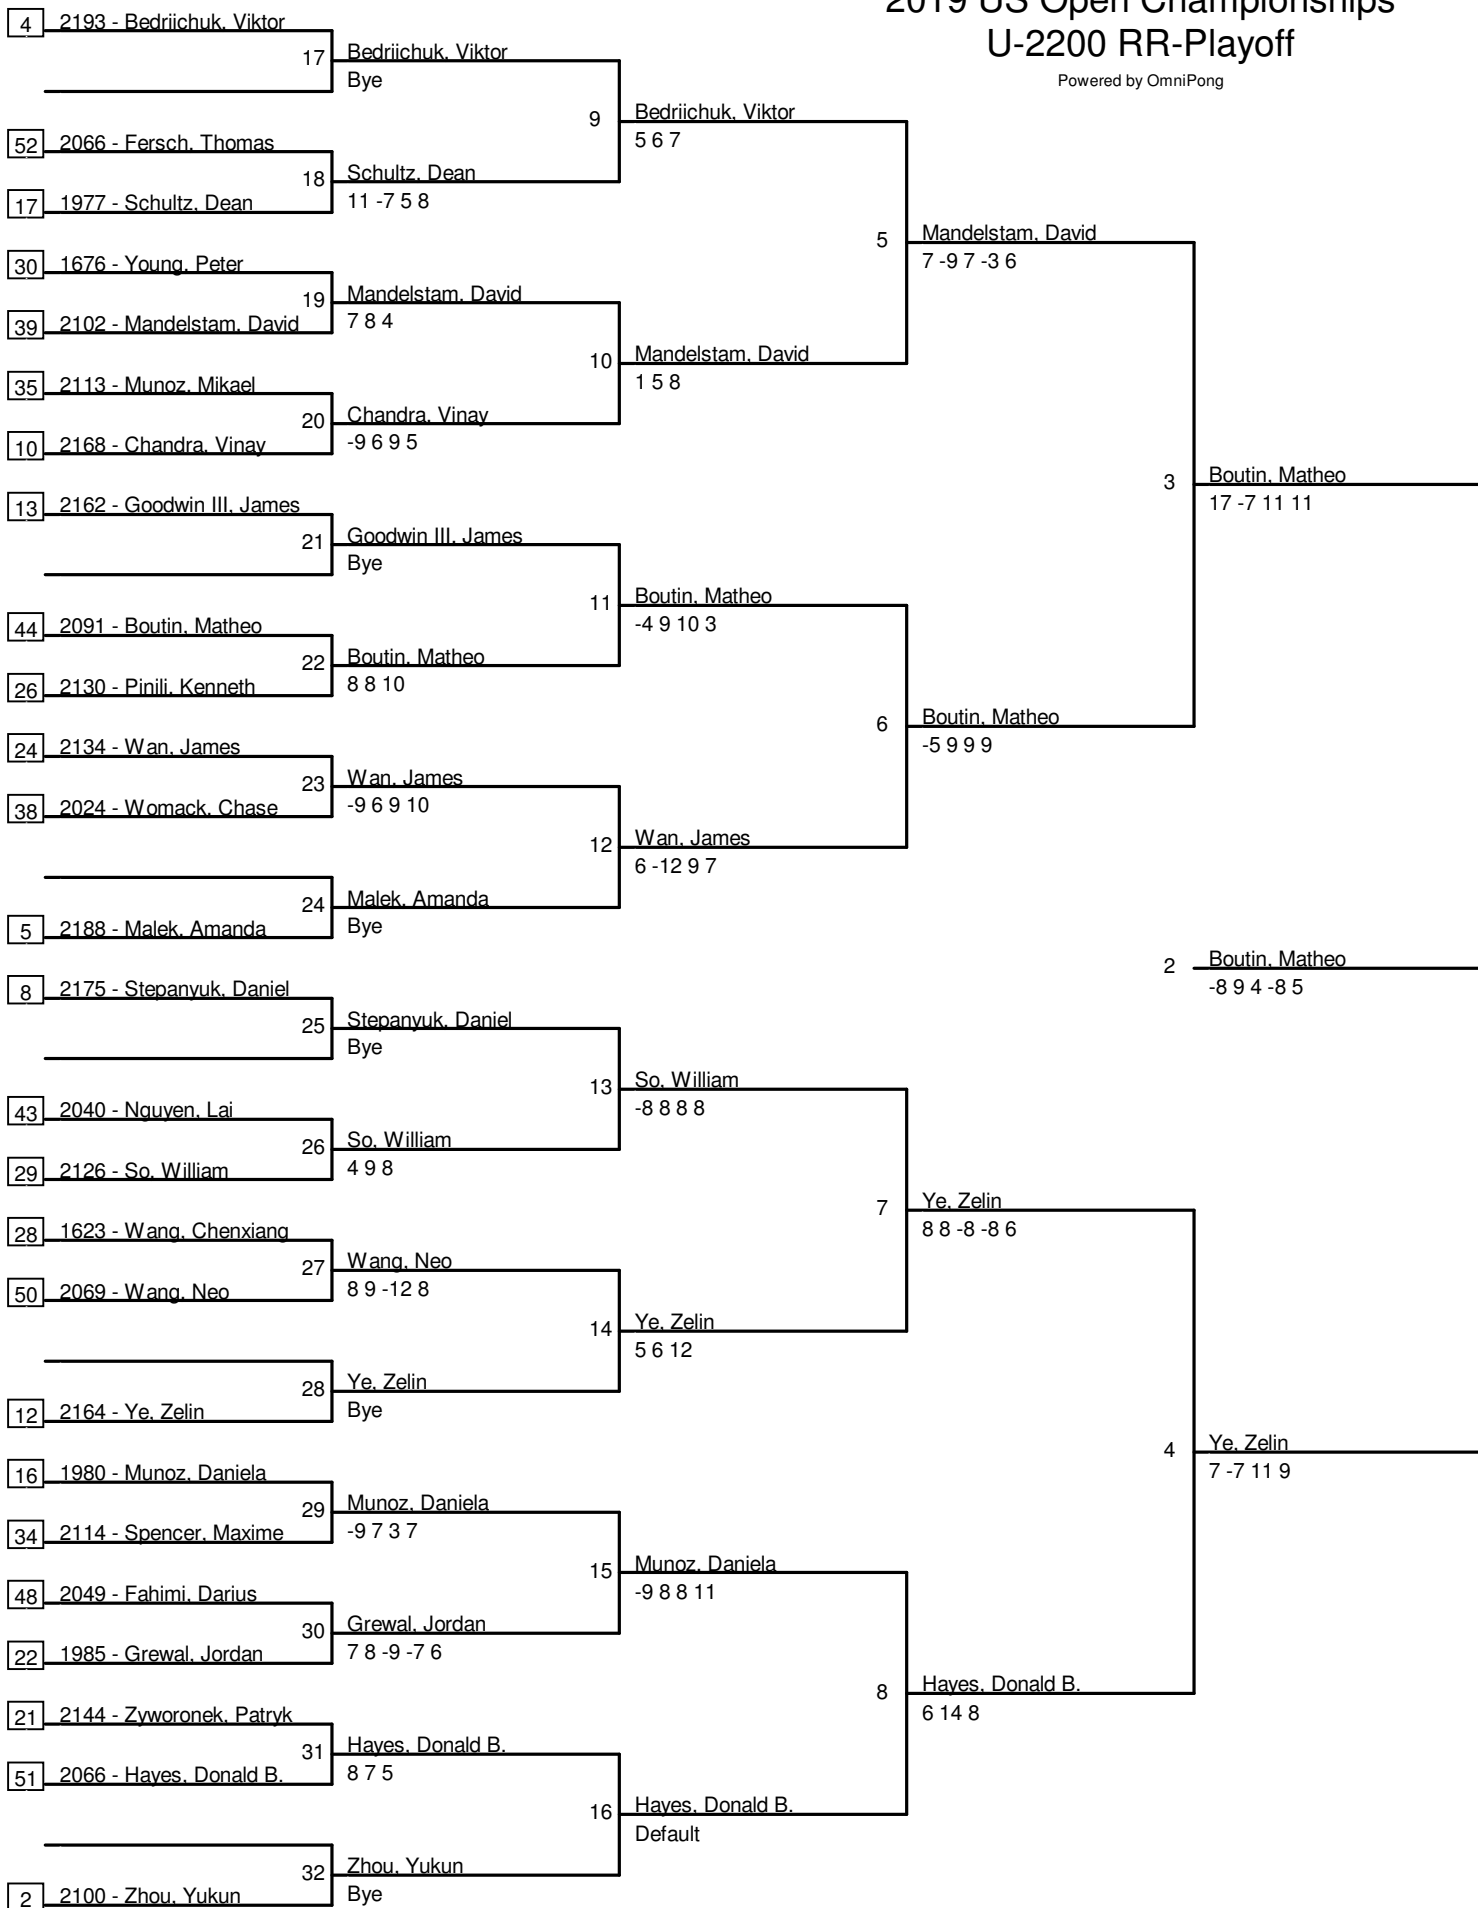 2019 US Open Championships
U-2200 RR-Playoff
Powered by OmniPong
4 2193 - Bedriichuk, Viktor
17 Bedriichuk, Viktor
Bye
9 Bedriichuk, Viktor
5 6 7
52 2066 - Fersch, Thomas
18 Schultz, Dean
11 -7 5 8
17 1977 - Schultz, Dean
5 Mandelstam, David
7 -9 7 -3 6
30 1676 - Young, Peter
19 Mandelstam, David
7 8 4
39 2102 - Mandelstam, David
10 Mandelstam, David
1 5 8
35 2113 - Munoz, Mikael
20 Chandra, Vinay
-9 6 9 5
10 2168 - Chandra, Vinay
3 Boutin, Matheo
17 -7 11 11
13 2162 - Goodwin III, James
21 Goodwin III, James
Bye
11 Boutin, Matheo
-4 9 10 3
44 2091 - Boutin, Matheo
22 Boutin, Matheo
8 8 10
26 2130 - Pinili, Kenneth
6 Boutin, Matheo
-5 9 9 9
24 2134 - Wan, James
23 Wan, James
-9 6 9 10
38 2024 - Womack, Chase
12 Wan, James
6 -12 9 7
24 Malek, Amanda
Bye
5 2188 - Malek, Amanda
2 Boutin, Matheo
-8 9 4 -8 5
8 2175 - Stepanyuk, Daniel
25 Stepanyuk, Daniel
Bye
13 So, William
-8 8 8 8
43 2040 - Nguyen, Lai
26 So, William
4 9 8
29 2126 - So, William
7 Ye, Zelin
8 8 -8 -8 6
28 1623 - Wang, Chenxiang
27 Wang, Neo
8 9 -12 8
50 2069 - Wang, Neo
14 Ye, Zelin
5 6 12
28 Ye, Zelin
Bye
12 2164 - Ye, Zelin
4 Ye, Zelin
7 -7 11 9
16 1980 - Munoz, Daniela
29 Munoz, Daniela
-9 7 3 7
34 2114 - Spencer, Maxime
15 Munoz, Daniela
-9 8 8 11
48 2049 - Fahimi, Darius
30 Grewal, Jordan
7 8 -9 -7 6
22 1985 - Grewal, Jordan
8 Hayes, Donald B.
6 14 8
21 2144 - Zyworonek, Patryk
31 Hayes, Donald B.
8 7 5
51 2066 - Hayes, Donald B.
16 Hayes, Donald B.
Default
32 Zhou, Yukun
Bye
2 2100 - Zhou, Yukun